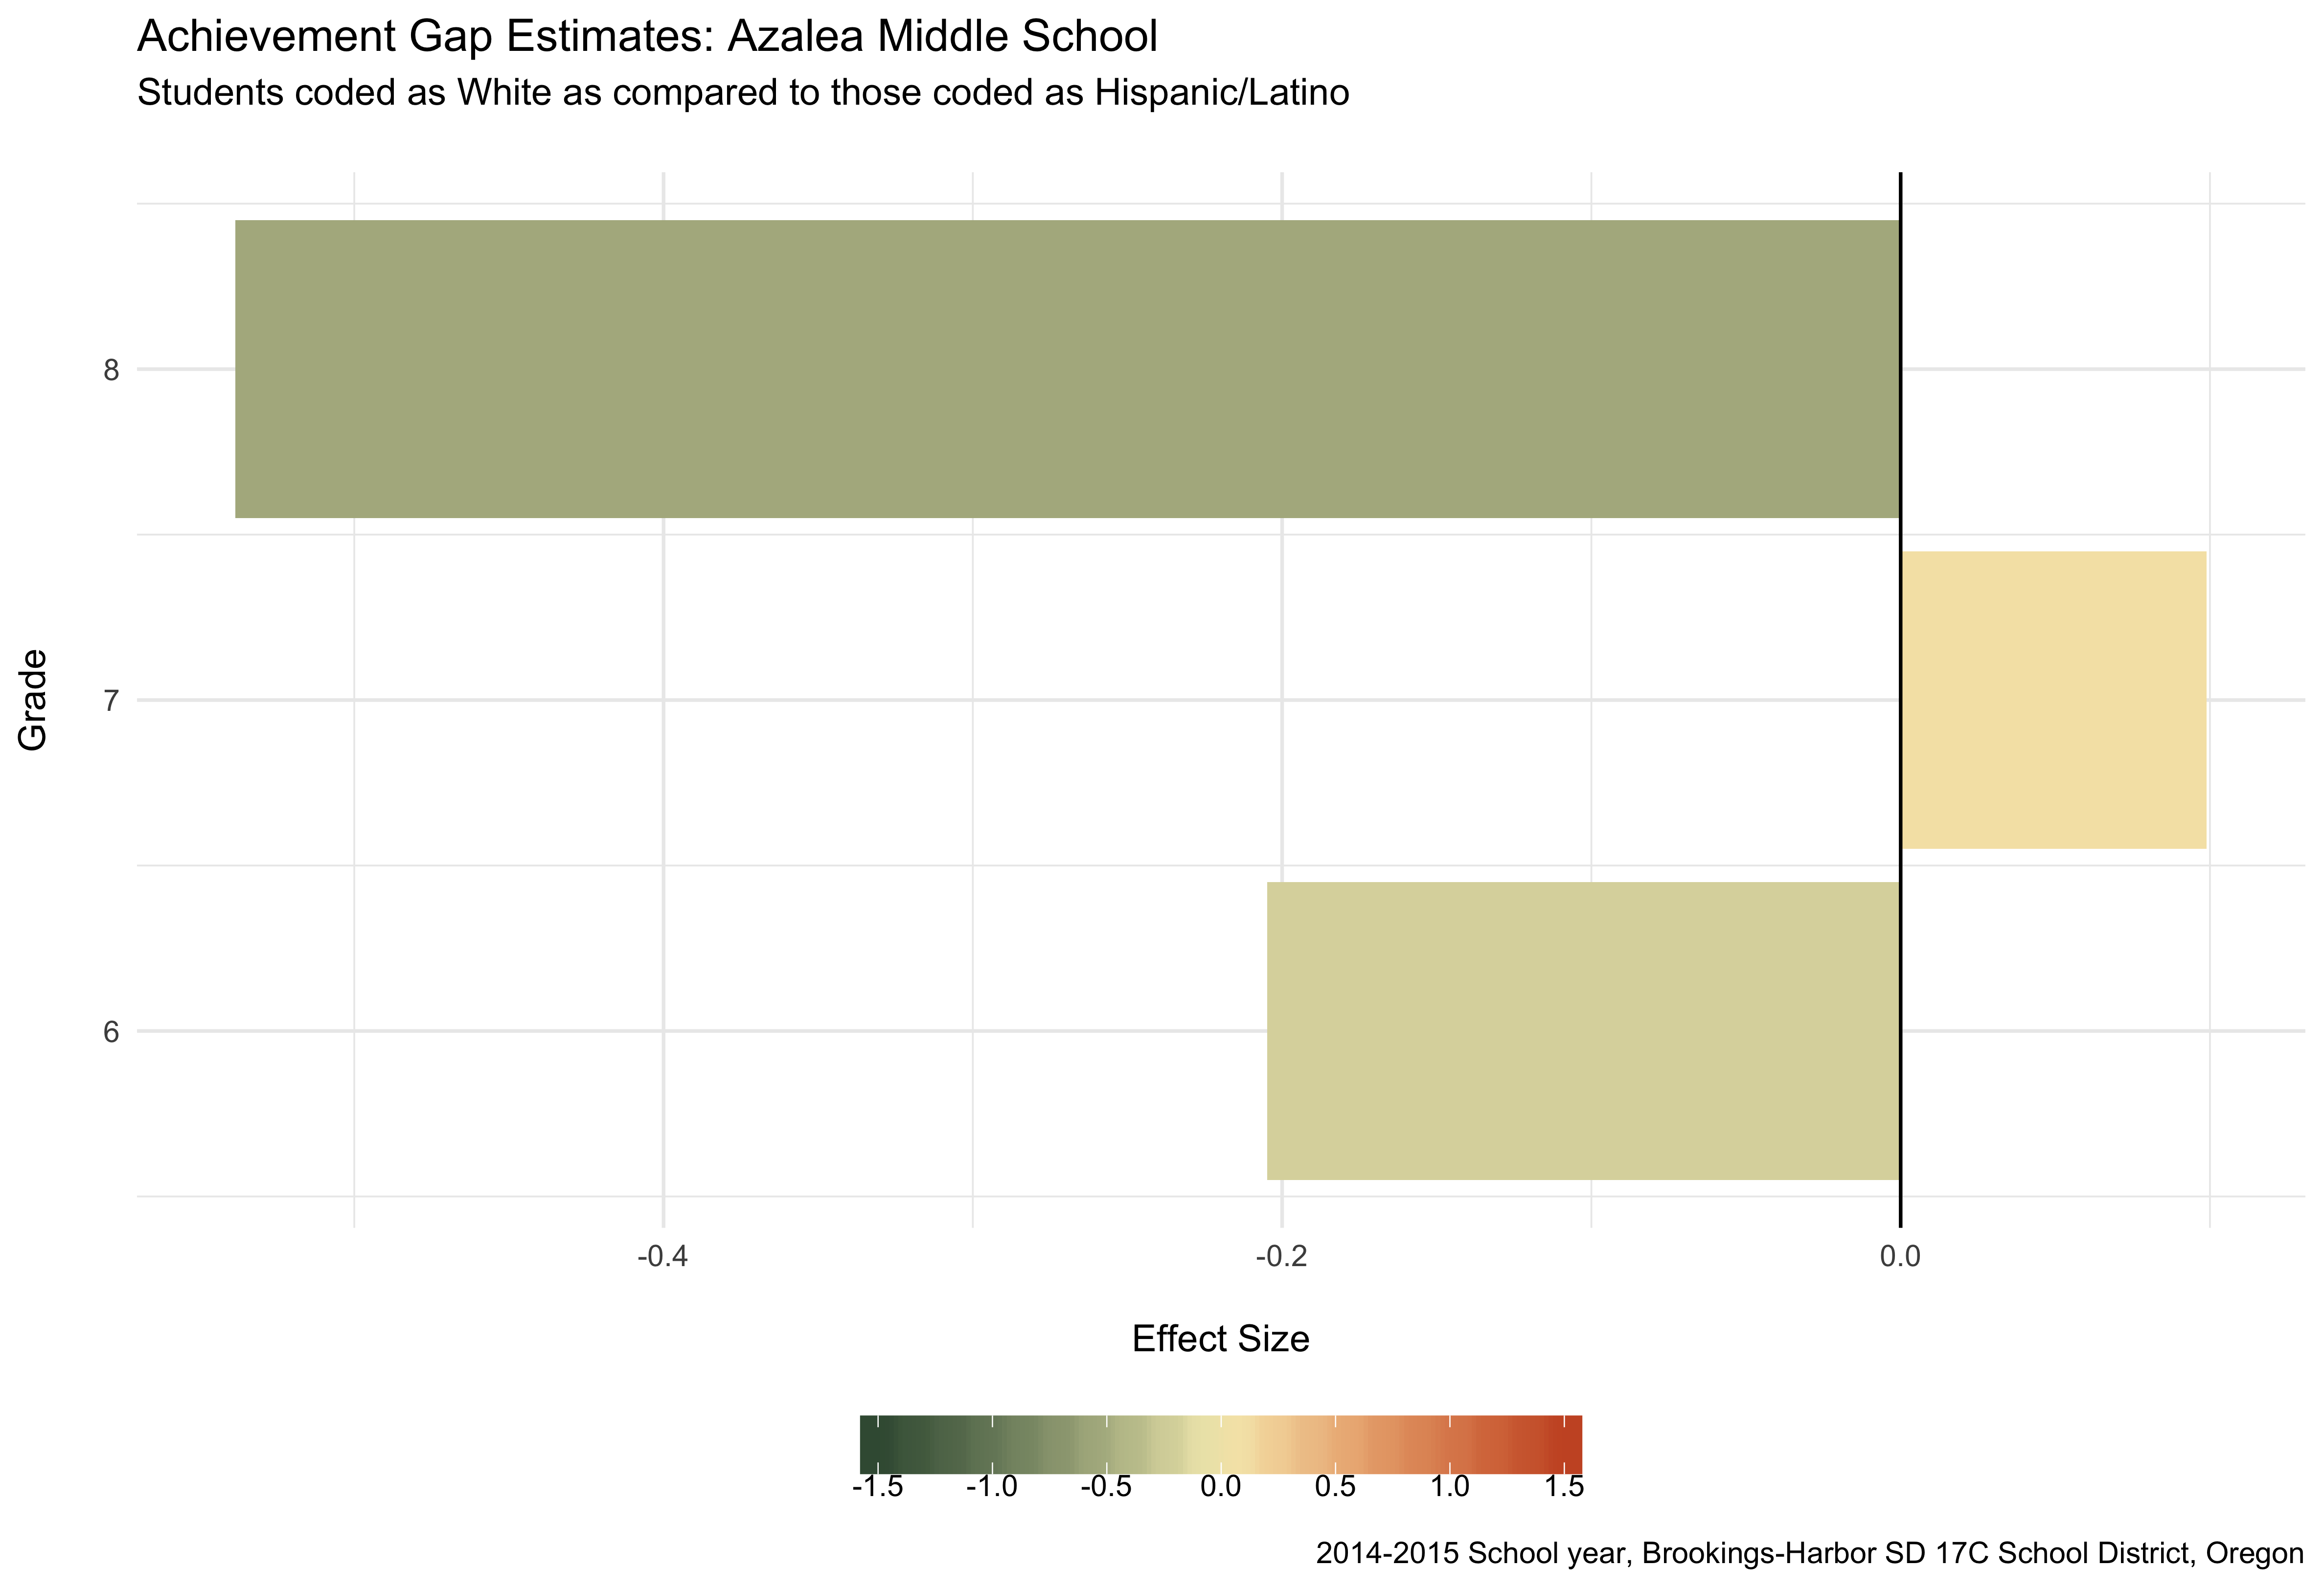 Achievement Gap Estimates: Azalea Middle School
Students coded as White as compared to those coded as Hispanic/Latino
8
7
6
Grade
-0.4 -0.2 0.0
Effect Size
-1.5 -1.0 -0.5 0.0 0.5 1.0 1.5
2014-2015 School year, Brookings-Harbor SD 17C School District, Oregon